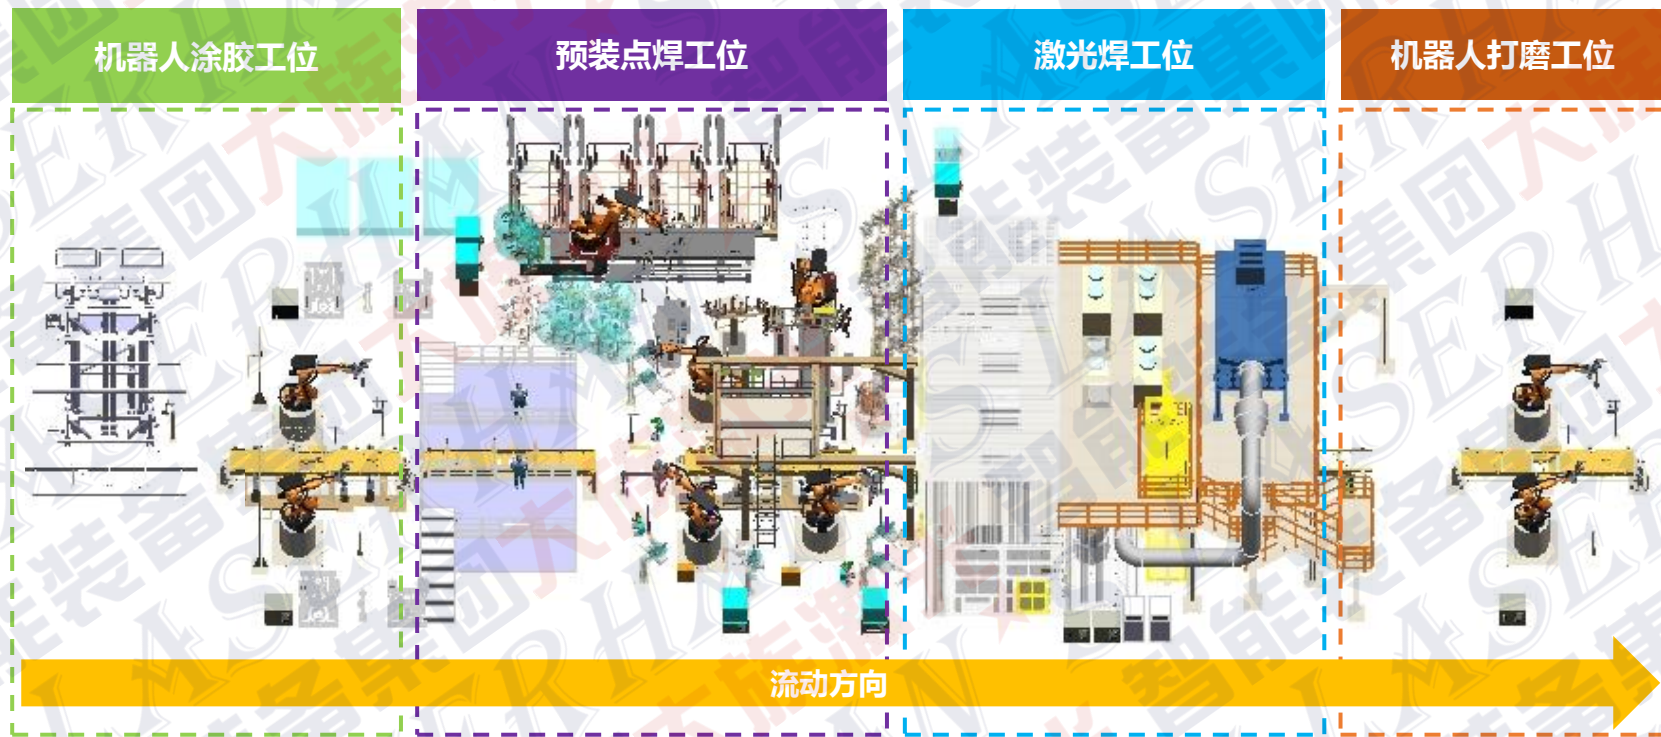 机器人涂胶工位
预装点焊工位
激光焊工位
机器人打磨工位
流动方向